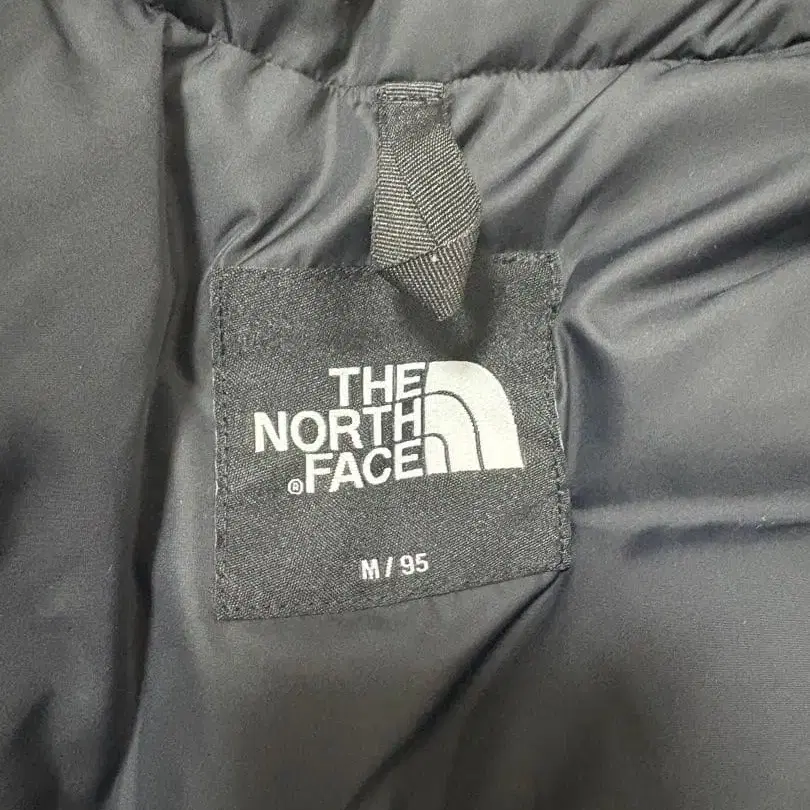 THE
NORTH
®FACE
M / 95